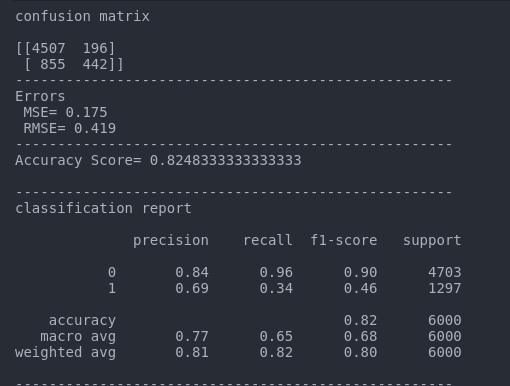 confusion matrix
[[4507  196]
 [ 855  442]]
----------------------------------------------------
Errors
 MSE= 0.175
 RMSE= 0.419
----------------------------------------------------
Accuracy Score= 0.8248333333333333
----------------------------------------------------
classification report
              precision    recall  f1-score   support
           0       0.84      0.96      0.90      4703
           1       0.69      0.34      0.46      1297
    accuracy                           0.82      6000
   macro avg       0.77      0.65      0.68      6000
weighted avg       0.81      0.82      0.80      6000
----------------------------------------------------